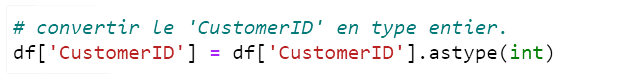 # convertir le 'CustomerID' en type entier.
df['CustomerID'] = df['CustomerID'].astype(int)